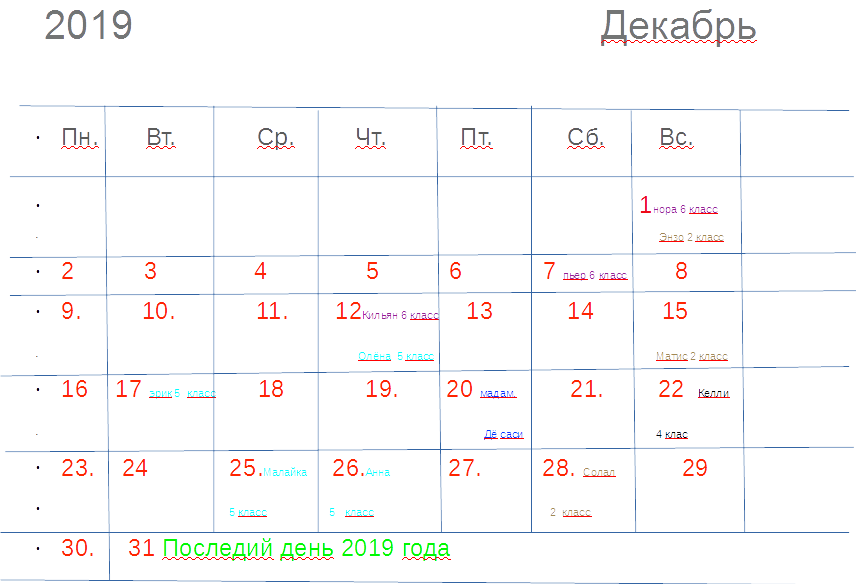 2019 Декабрь
Пн. Вт. Ср. Чт. Пт. Сб. Вс.
1 нора 6 класс
Энзо 2 класс
2 3 4 5 6 7 пьер 6 класс 8
9. 10. 11. 12 Кильян 6 класс 13 14 15
Олёна 5 класс Матис 2 класс
16 17 эрик 5 класс 18 19. 20 мадам. 21. 22 Келли
Дё саси 4 клас
23. 24 25. Малайка 26. Анна 27. 28. Солал 29
5 класс 5 класс 2 класс
30. 31 Последий день 2019 года